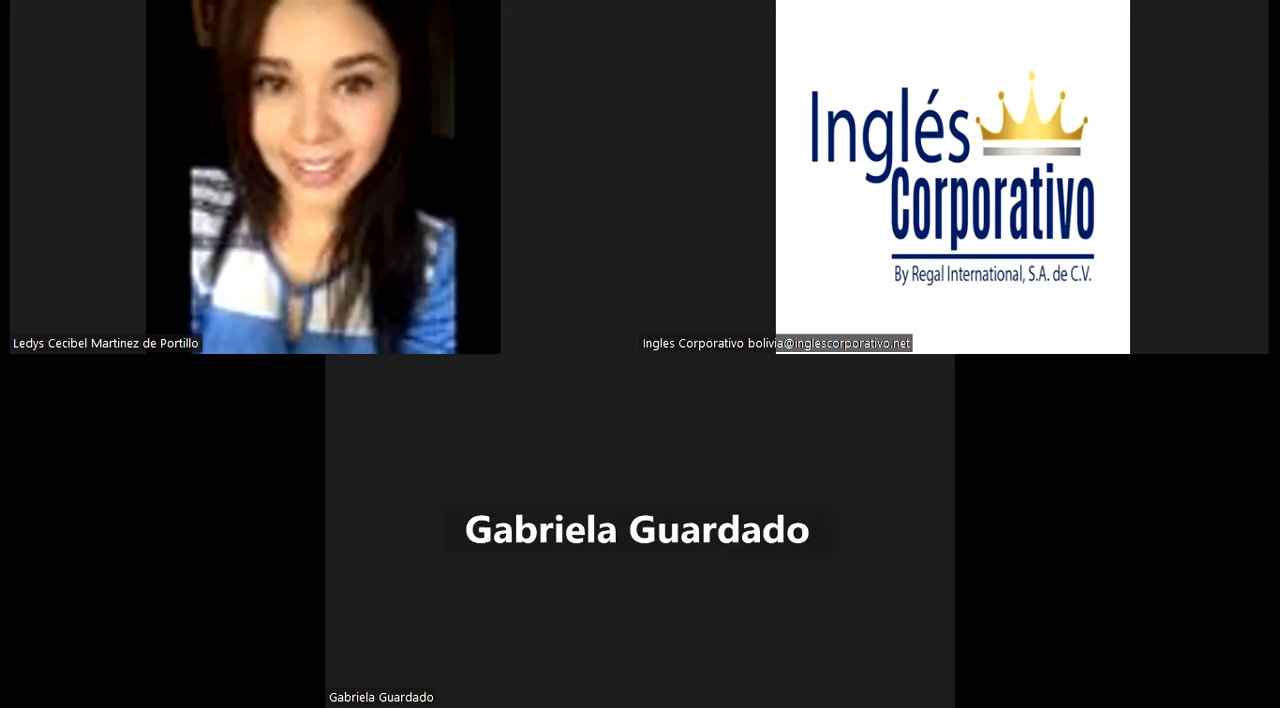 Inglés
Corporativo
By Regal International, S.A. de C.V.
Ledys Cecibel Martinez de Portillo
Ingles Corporativo bolivia@inglescorporativo.net
Gabriela Guardado
Gabriela Guardado